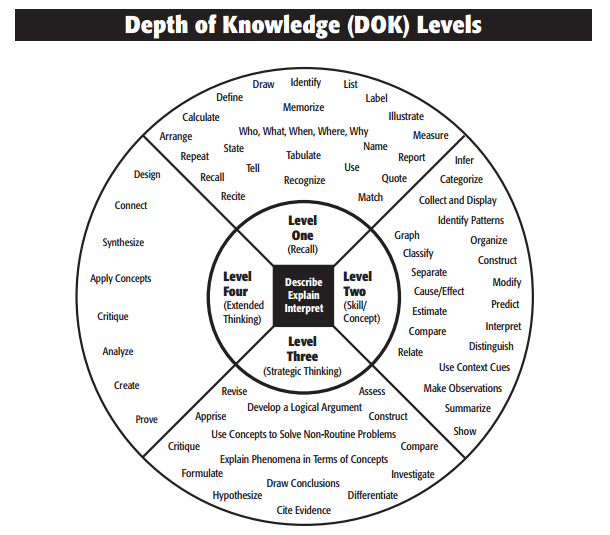 Depth of Knowledge (DOK) Levels
Draw
Identify
List
Define
Label
Memorize
Calculate
Illustrate
Arrange
Who, What, When, Where, Why
Measure
State
Name
Repeat
Tabulate
Report
Tell
Use
Recall
Recognize
Quote
Recite
Match
Level
One
(Recall)
Infer
Categorize
Collect and Display
Identify Patterns
Graph
Organize
Classify
Construct
Separate
Modify
Cause/Effect
Predict
Estimate
Interpret
Compare
Distinguish
Relate
Use Context Cues
Make Observations
Summarize
Show
Level
Two
(Skill/
Concept)
Describe
Explain
Interpret
Level
Three
(Strategic Thinking)
Revise
Assess
Develop a Logical Argument
Apprise
Construct
Use Concepts to Solve Non-Routine Problems
Critique
Compare
Explain Phenomena in Terms of Concepts
Formulate
Investigate
Draw Conclusions
Hypothesize
Differentiate
Cite Evidence
Level
Four
(Extended
Thinking)
Design
Connect
Synthesize
Apply Concepts
Critique
Analyze
Create
Prove